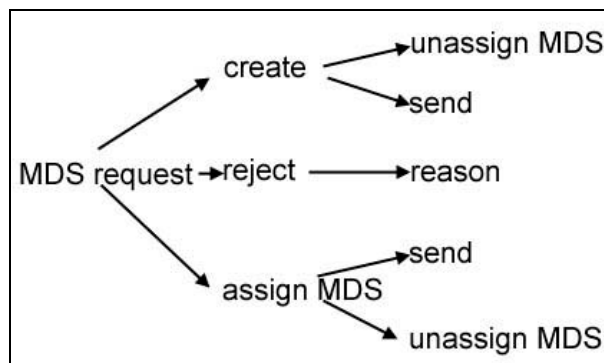 unassign MDS
create
send
MDS request
reject
reason
send
assign MDS
unassign MDS